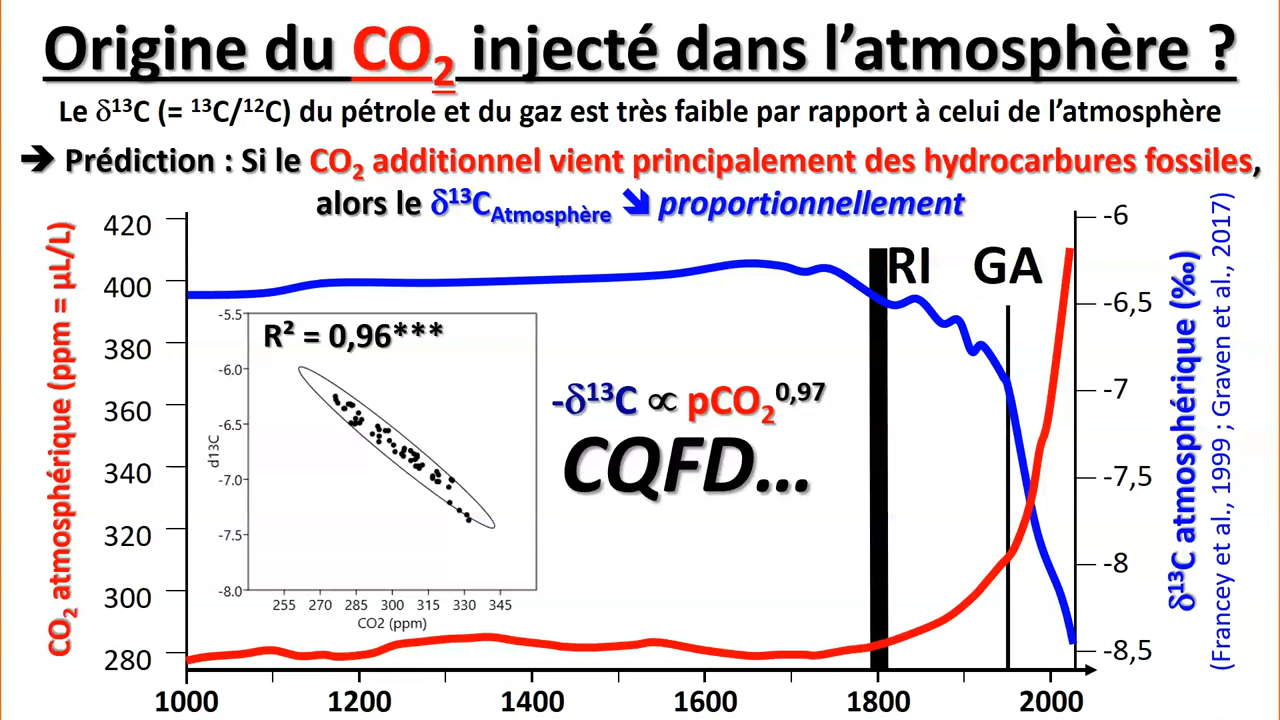 Origine du CO₂ injecté dans l’atmosphère ?
Le δ¹³C (= ¹³C/¹²C) du pétrole et du gaz est très faible par rapport à celui de l’atmosphère
➔ Prédiction : Si le CO₂ additionnel vient principalement des hydrocarbures fossiles,
alors le δ¹³C Atmosphère ➘ proportionnellement
CO₂ atmosphérique (ppm = µL/L)
420
400
380
360
340
320
300
280
RI
GA
R² = 0,96***
-5.5
-6.0
-6.5
-7.0
-7.5
-8.0
d13C
255 270 285 300 315 330 345
CO2 (ppm)
-δ¹³C ∝ pCO₂⁰,⁹⁷
CQFD...
-6
-6,5
-7
-7,5
-8
-8,5
δ¹³C atmosphérique (‰)
(Francey et al., 1999 ; Graven et al., 2017)
1000 1200 1400 1600 1800 2000